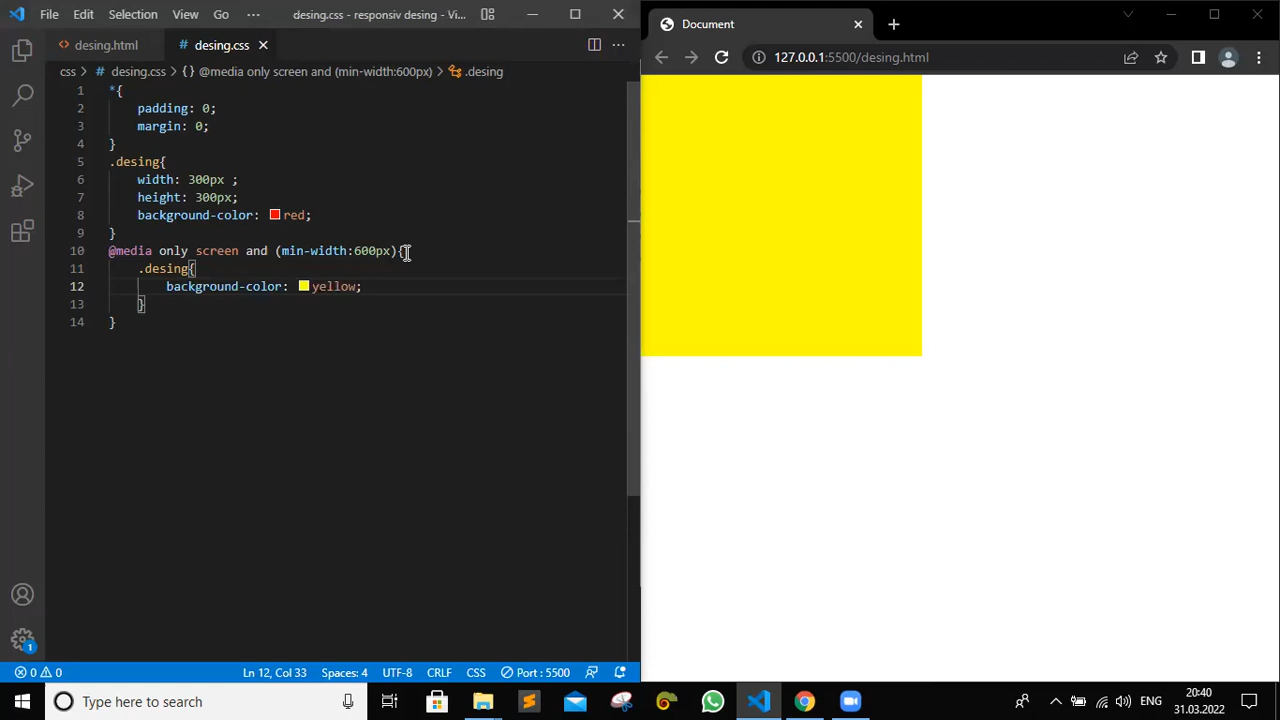 File Edit Selection View Go ··· desing.css - responsiv desing - Vi...
desing.html # desing.css
css > # desing.css > {} @media only screen and (min-width:600px) > .desing
1 *{
2 padding: 0;
3 margin: 0;
4 }
5 .desing{
6 width: 300px ;
7 height: 300px;
8 background-color: red;
9 }
10 @media only screen and (min-width:600px){
11 .desing{
12 background-color: yellow;
13 }
14 }
1
0 0 Ln 12, Col 33 Spaces: 4 UTF-8 CRLF CSS Port : 5500
Document
127.0.0.1:5500/desing.html
Type here to search
ENG
20:40
31.03.2022